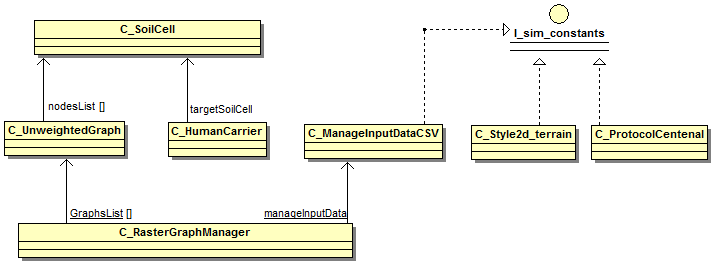 C_SoilCell
I_sim_constants
nodesList []
targetSoilCell
C_UnweightedGraph
C_HumanCarrier
C_ManageInputDataCSV
C_Style2d_terrain
C_ProtocolCentenal
GraphsList []
manageInputData
C_RasterGraphManager